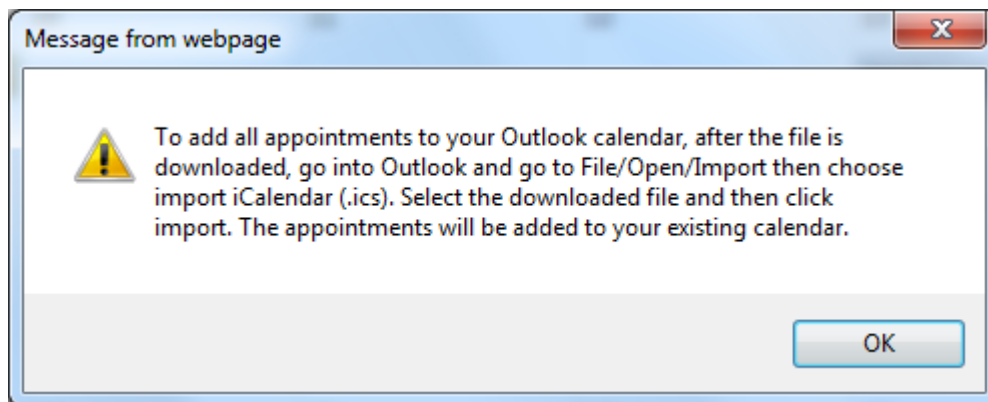 Message from webpage
To add all appointments to your Outlook calendar, after the file is
downloaded, go into Outlook and go to File/Open/Import then choose
import iCalendar (.ics). Select the downloaded file and then click
import. The appointments will be added to your existing calendar.
OK